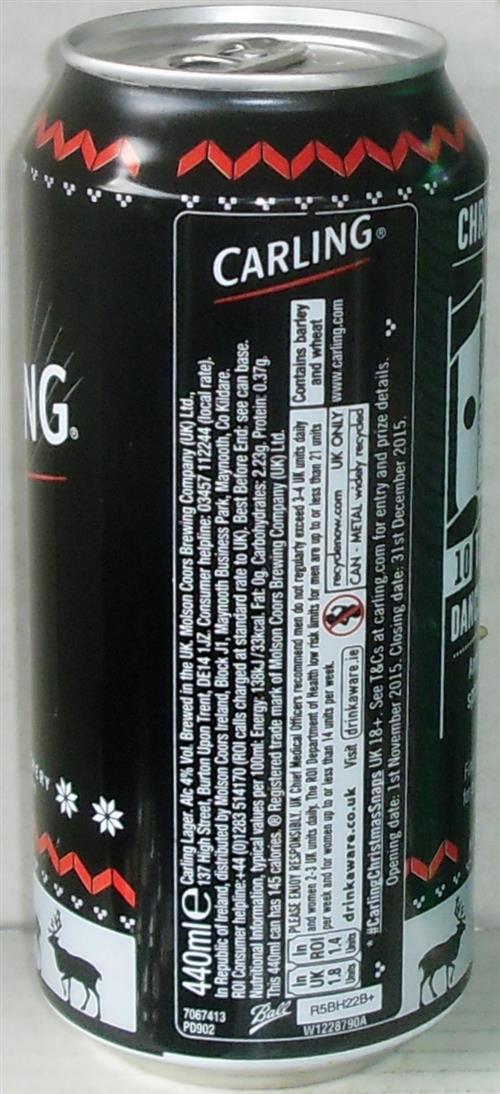 CARLING®
440ml e
Carling Lager. Alc 4% Vol. Brewed in the UK. Molson Coors Brewing Company (UK) Ltd.,
137 High Street, Burton Upon Trent, DE14 1JZ. Consumer helpline: 03457 112244 (local rate).
In Republic of Ireland, distributed by Molson Coors Ireland, Block J1, Maynooth Business Park, Maynooth, Co Kildare.
ROI Consumer helpline:+44 (0)1283 514170 (ROI calls charged at standard rate to UK). Best Before End: see can base.
Nutritional Information, typical values per 100ml: Energy: 138kJ/33kcal. Fat: 0g. Carbohydrates: 2.23g. Protein: 0.37g.
This 440ml can has 145 calories. ® Registered trade mark of Molson Coors Brewing Company (UK) Ltd.
In UK 1.8 Units
In ROI 1.4 Units
PLEASE ENJOY RESPONSIBLY. UK Chief Medical Officers recommend men do not regularly exceed 3-4 UK units daily
and women 2-3 UK units daily. The ROI Department of Health low risk limits for men are up to or less than 21 units
per week and for women up to or less than 14 units per week.
drinkaware.co.uk Visit drinkaware.ie
Contains barley
and wheat
www.carling.com
recyclenow.com UK ONLY
CAN - METAL widely recycled
* #CarlingChristmasSnaps UK 18+. See T&Cs at carling.com for entry and prize details.
Opening date: 1st November 2015. Closing date: 31st December 2015.
7067413
PD902
Ball
R5BH22B+
W1228790A
NG®
10